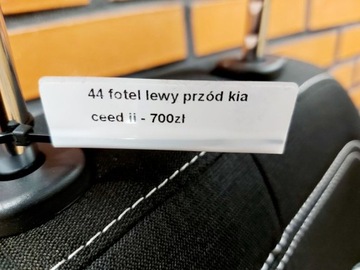 44 fotel lewy przód kia
ceed ii - 700zł